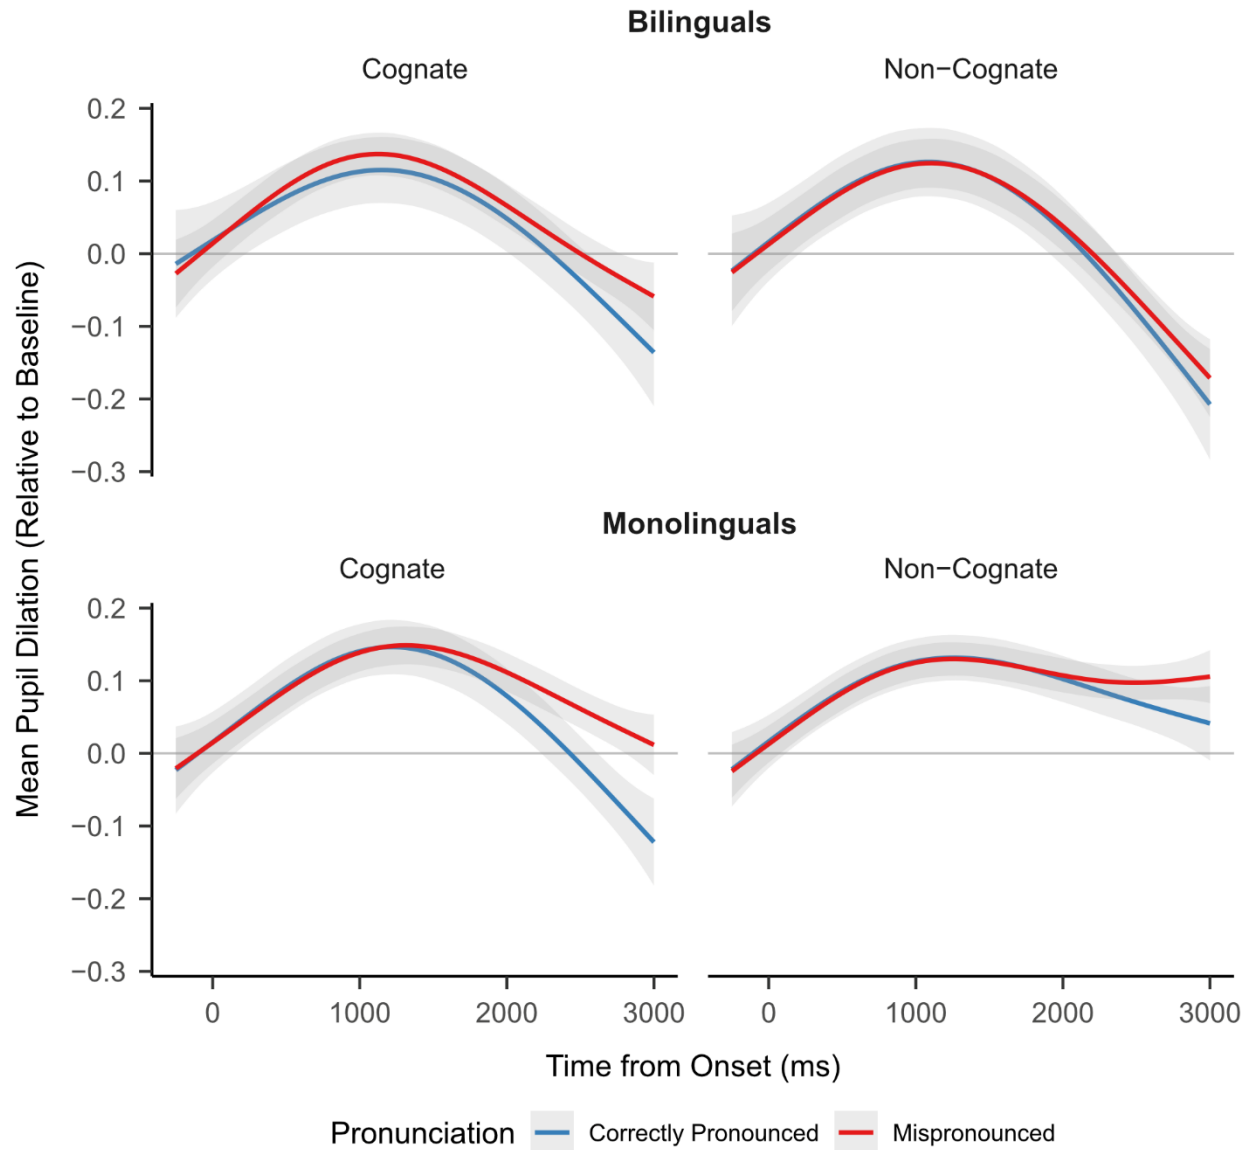 Bilinguals
Cognate
Non−Cognate
0.2
0.1
0.0
−0.1
−0.2
−0.3
Monolinguals
Cognate
Non−Cognate
0.2
0.1
0.0
−0.1
−0.2
−0.3
Mean Pupil Dilation (Relative to Baseline)
0 1000 2000 3000 0 1000 2000 3000
Time from Onset (ms)
Pronunciation Correctly Pronounced Mispronounced